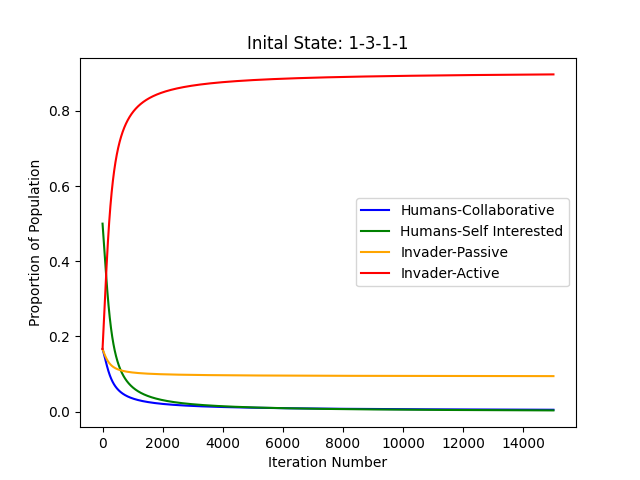 Inital State: 1-3-1-1
Proportion of Population
0.8
0.6
0.4
0.2
0.0
Humans-Collaborative
Humans-Self Interested
Invader-Passive
Invader-Active
0 2000 4000 6000 8000 10000 12000 14000
Iteration Number